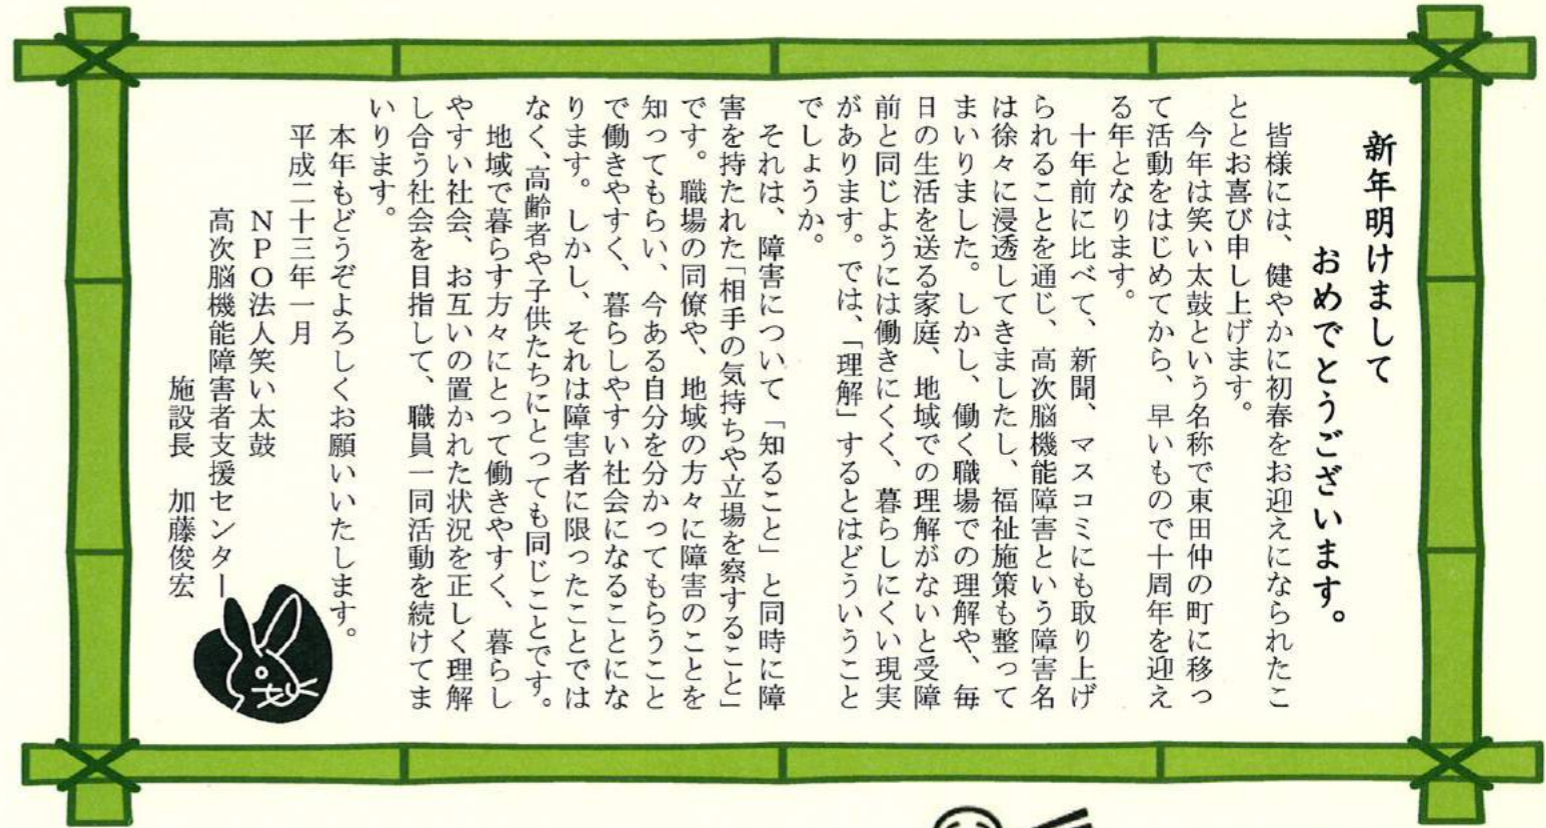 新年明けまして
おめでとうございます。
皆様には、健やかに初春をお迎えになられたこ
ととお喜び申し上げます。
今年は笑い太鼓という名称で東田仲の町に移っ
て活動をはじめてから、早いもので十周年を迎え
る年となります。
十年前に比べて、新聞、マスコミにも取り上げ
られることを通じ、高次脳機能障害という障害名
は徐々に浸透してきましたし、福祉施策も整って
まいりました。しかし、働く職場での理解や、毎
日の生活を送る家庭、地域での理解がないと受障
前と同じようには働きにくく、暮らしにくい現実
があります。では、「理解」するとはどういうこと
でしょうか。
それは、障害について「知ること」と同時に障
害を持たれた「相手の気持ちや立場を察すること」
です。職場の同僚や、地域の方々に障害のことを
知ってもらい、今ある自分を分かってもらうこと
で働きやすく、暮らしやすい社会になることにな
ります。しかし、それは障害者に限ったことでは
なく、高齢者や子供たちにとっても同じことです。
地域で暮らす方々にとって働きやすく、暮らし
やすい社会、お互いの置かれた状況を正しく理解
し合う社会を目指して、職員一同活動を続けてま
いります。
本年もどうぞよろしくお願いいたします。
平成二十三年一月
NPO法人笑い太鼓
高次脳機能障害者支援センター
施設長　加藤俊宏